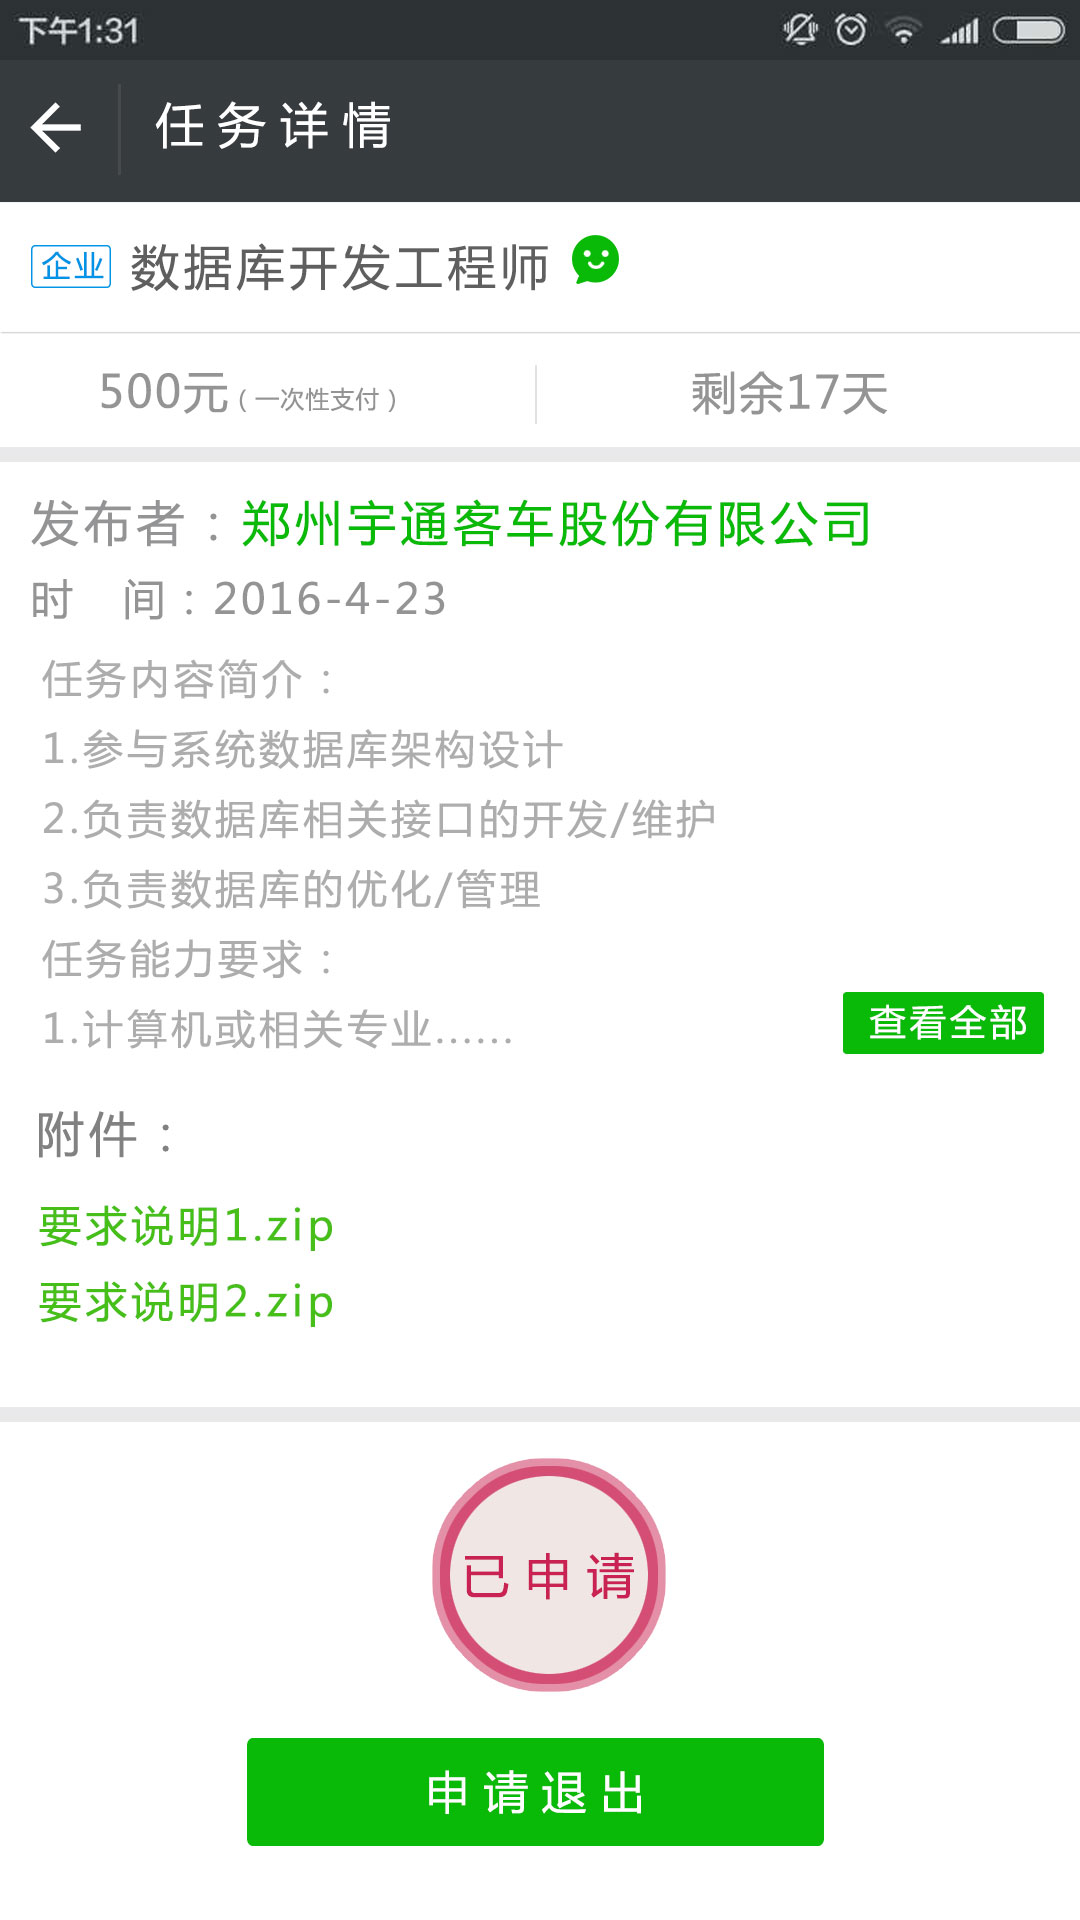 下午1:31
任务详情
企业 数据库开发工程师
500元（一次性支付） 剩余17天
发布者：郑州宇通客车股份有限公司
时 间：2016-4-23
任务内容简介：
1.参与系统数据库架构设计
2.负责数据库相关接口的开发/维护
3.负责数据库的优化/管理
任务能力要求：
1.计算机或相关专业......
查看全部
附件：
要求说明1.zip
要求说明2.zip
已申请
申请退出